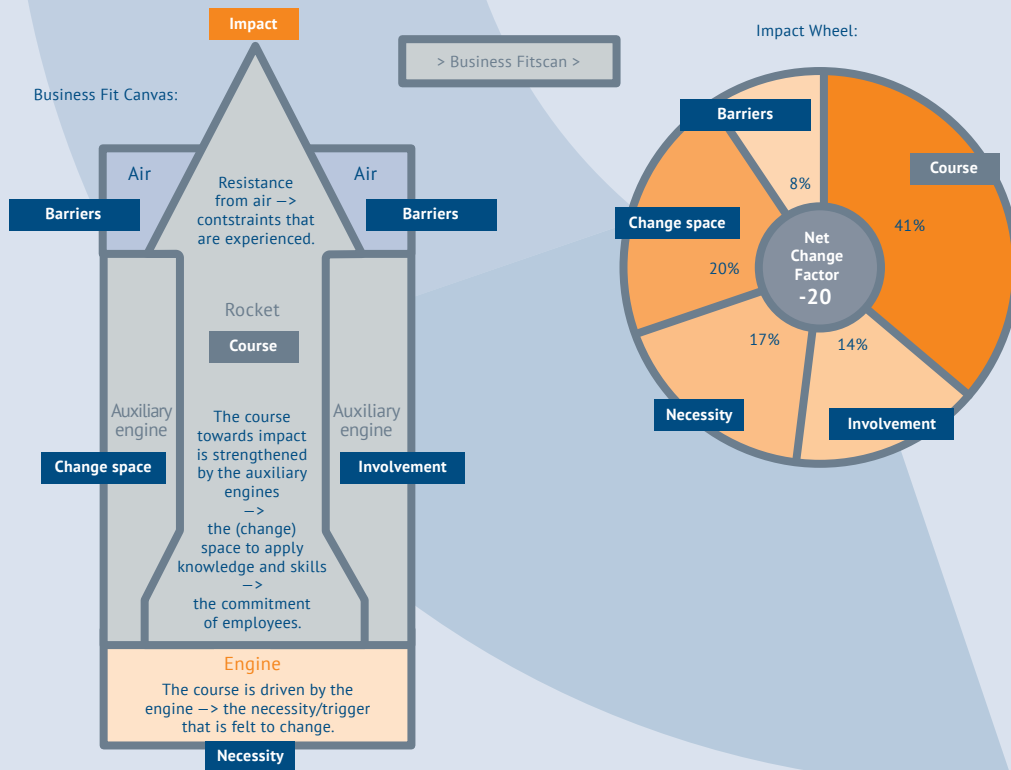 Impact
> Business Fitscan >
Business Fit Canvas:
Air
Air
Barriers
Barriers
Resistance
from air —>
contstraints that
are experienced.
Rocket
Course
Auxiliary
engine
Auxiliary
engine
Change space
Involvement
The course
towards impact
is strengthened
by the auxiliary
engines
—>
the (change)
space to apply
knowledge and skills
—>
the commitment
of employees.
Engine
The course is driven by the
engine —> the necessity/trigger
that is felt to change.
Necessity
Impact Wheel:
Barriers
8%
Course
41%
Change space
20%
Net
Change
Factor
-20
17%
14%
Necessity
Involvement